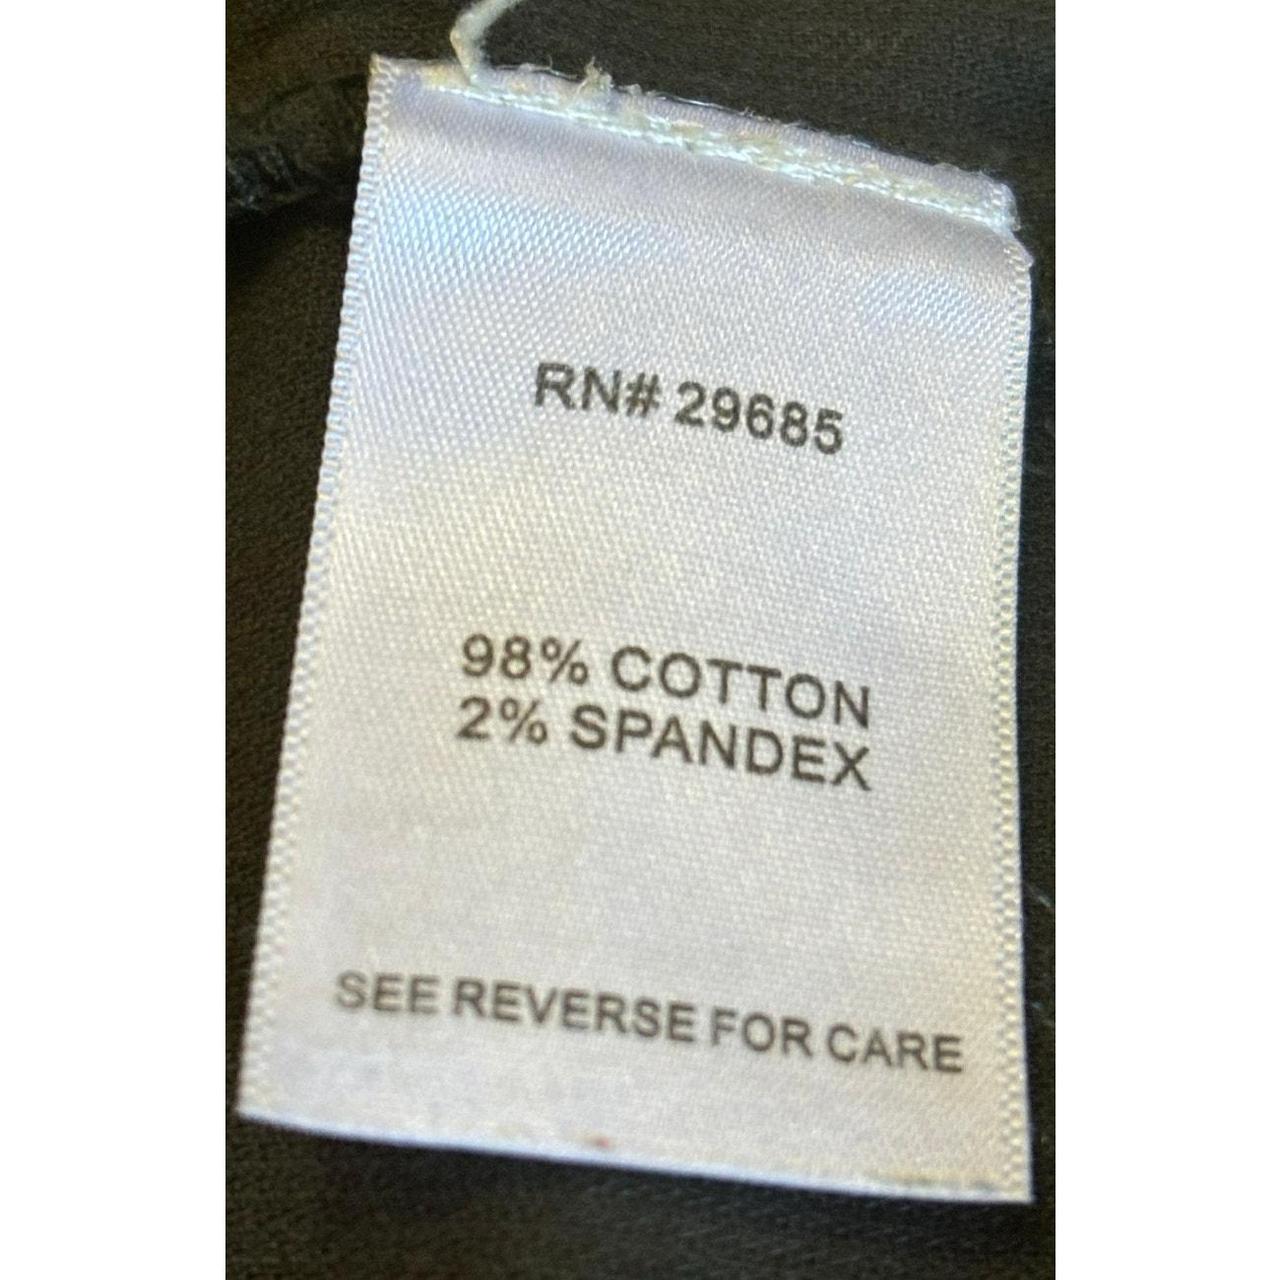 RN# 29685
98% COTTON
2% SPANDEX
SEE REVERSE FOR CARE